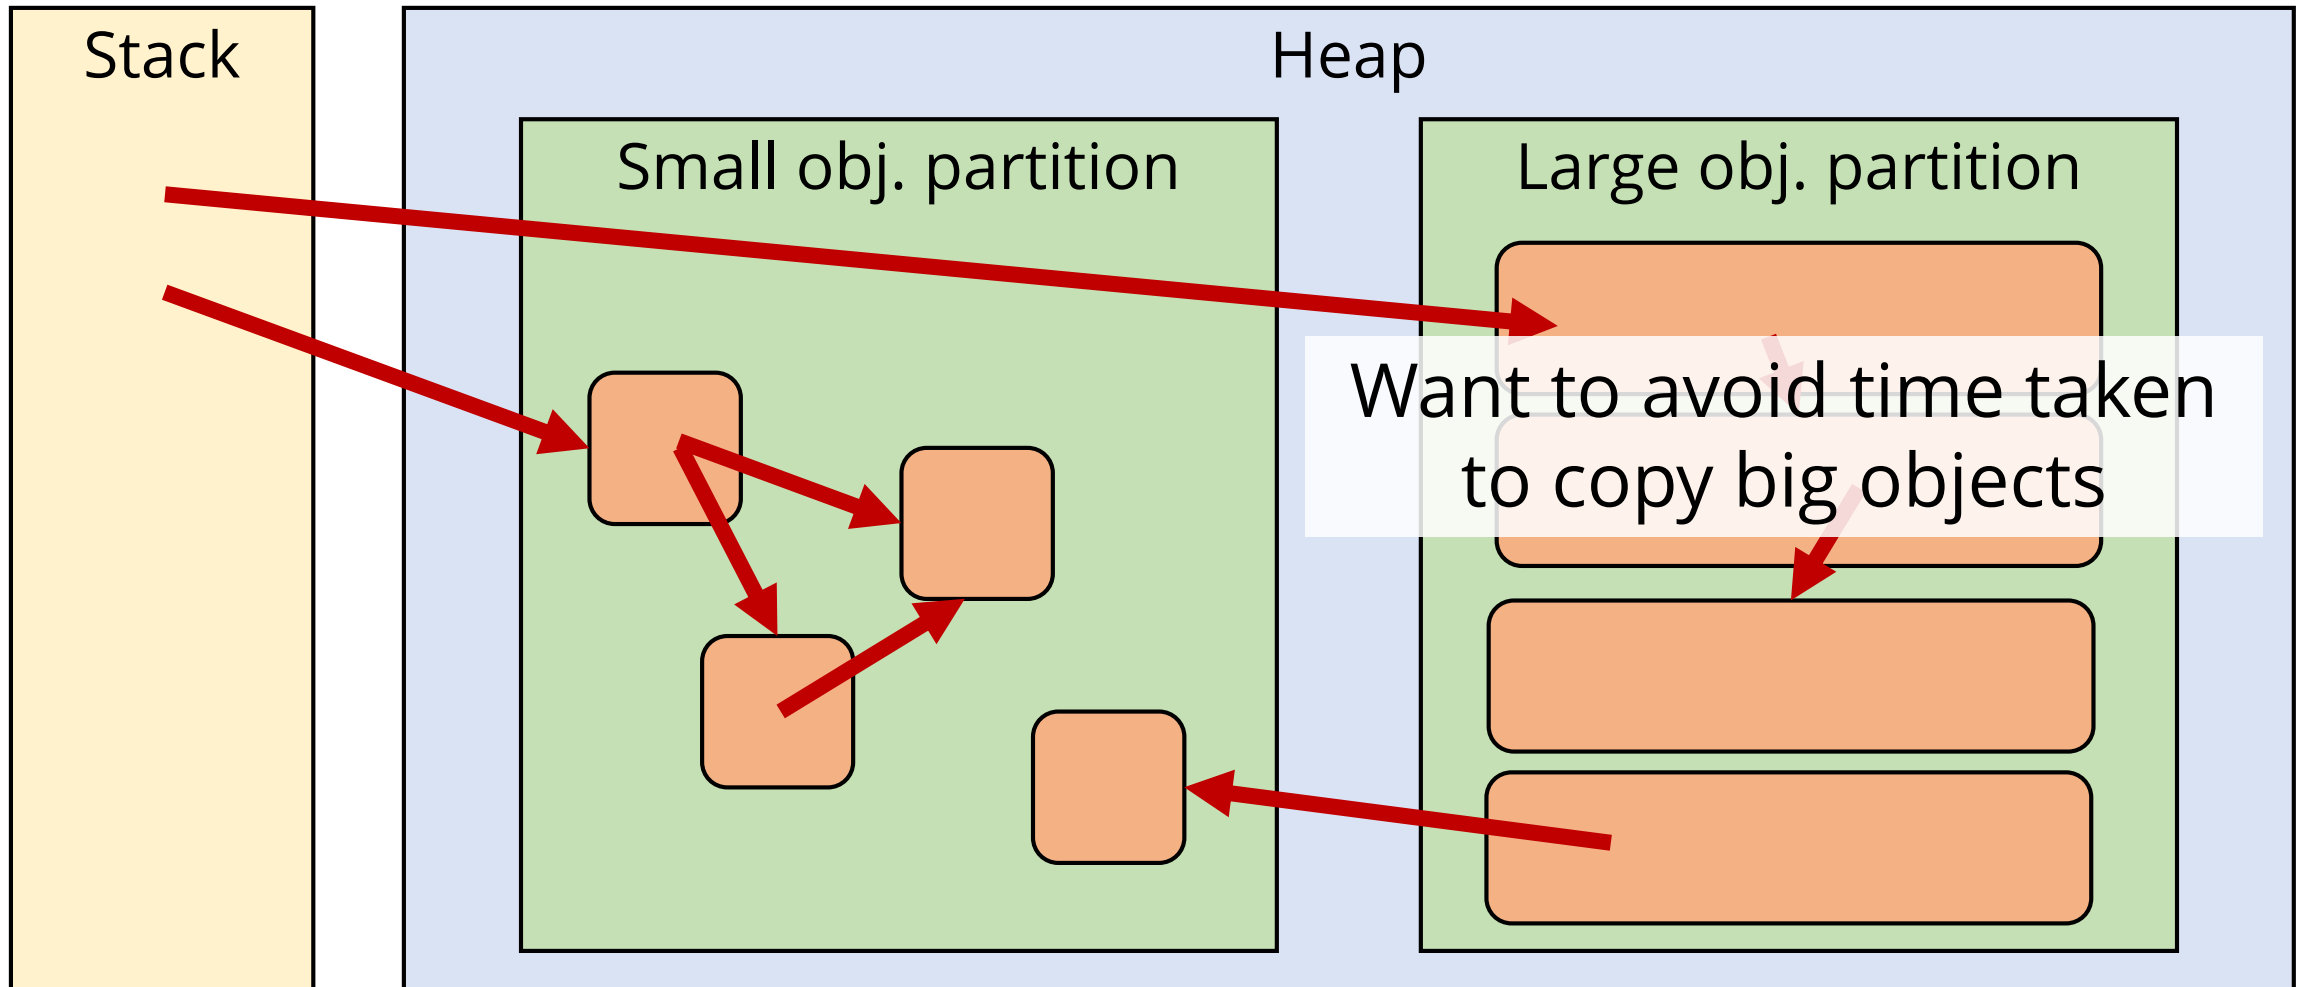 Stack
Heap
Small obj. partition
Large obj. partition
Want to avoid time taken
to copy big objects